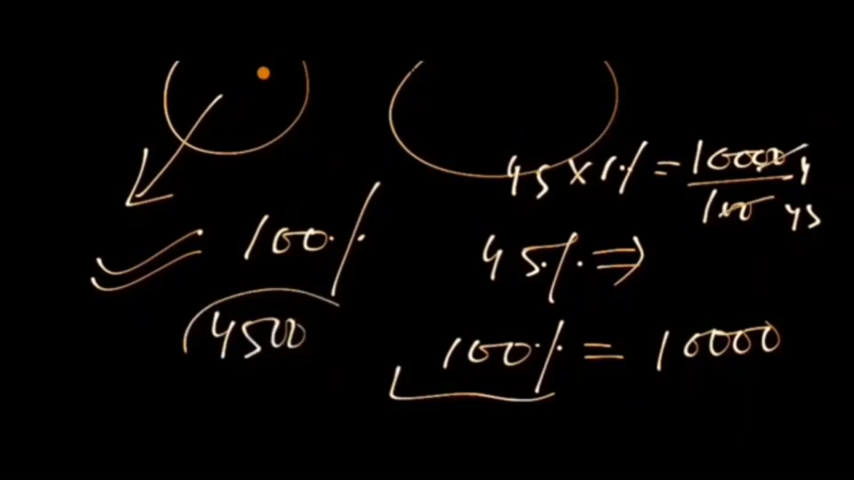 45 × 1% = 10000
100 45
100%
45% ⇒
4500
100% = 10000